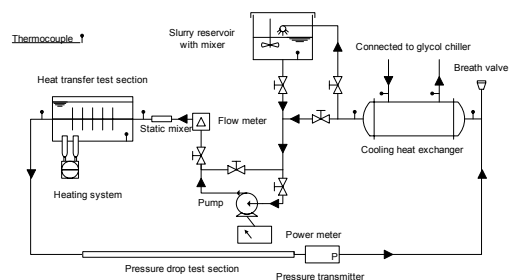 Slurry reservoir
with mixer
Thermocouple
Connected to glycol chiller
Breath valve
Heat transfer test section
Flow meter
Static mixer
Cooling heat exchanger
Heating system
Pump
Power meter
P
Pressure drop test section
Pressure transmitter